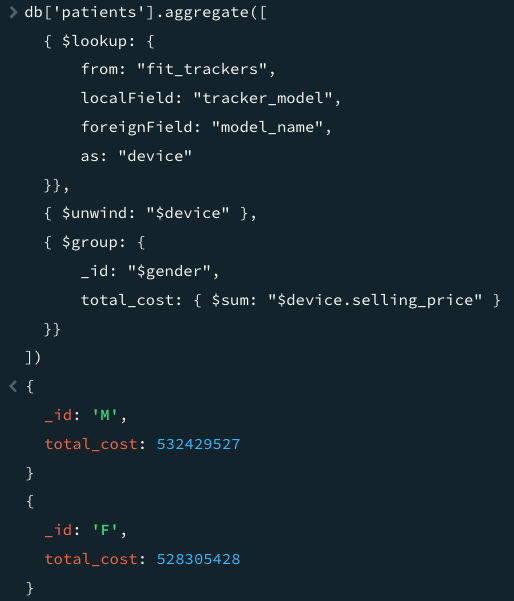 > db['patients'].aggregate([
{ $lookup: {
from: "fit_trackers",
localField: "tracker_model",
foreignField: "model_name",
as: "device"
}},
{ $unwind: "$device" },
{ $group: {
_id: "$gender",
total_cost: { $sum: "$device.selling_price" }
}}
])
< {
_id: 'M',
total_cost: 532429527
}
{
_id: 'F',
total_cost: 528305428
}